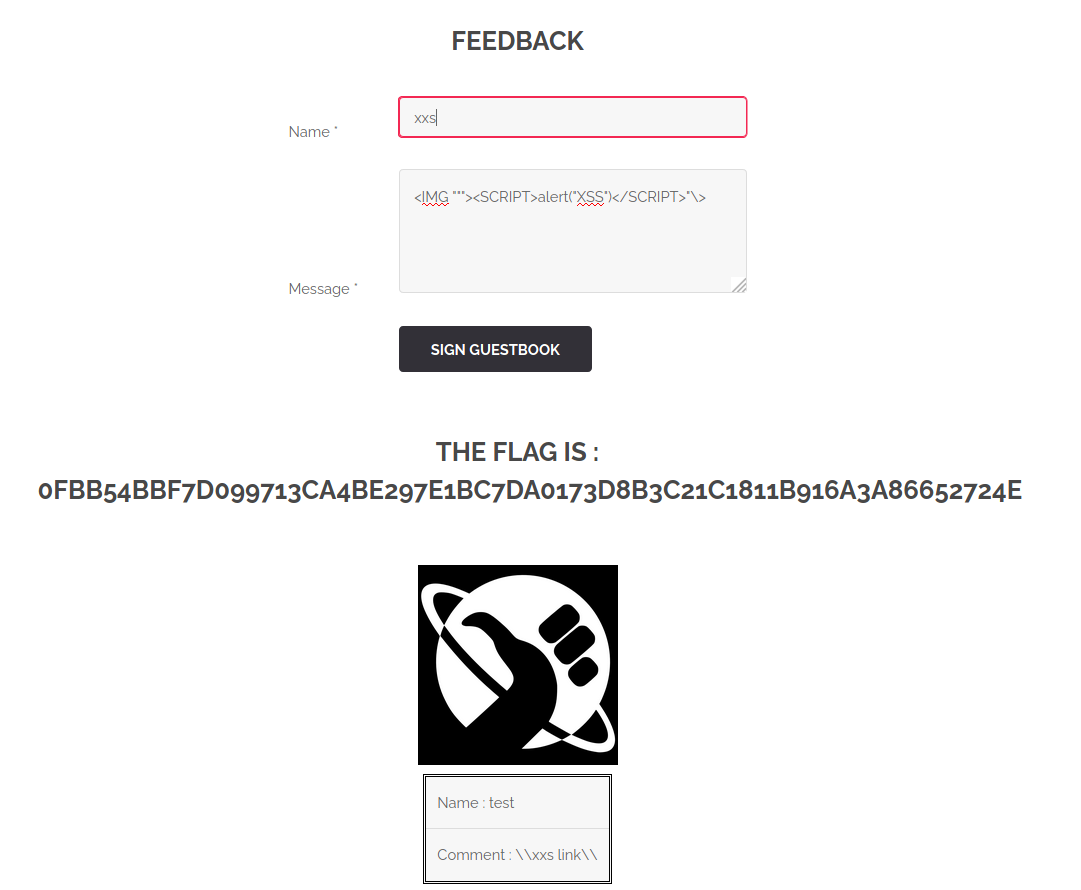 FEEDBACK
Name *
xxs
Message *
<IMG """><SCRIPT>alert("XSS")</SCRIPT>"\>
SIGN GUESTBOOK
THE FLAG IS :
0FBB54BBF7D099713CA4BE297E1BC7DA0173D8B3C21C1811B916A3A86652724E
Name : test
Comment : \\xxs link\\